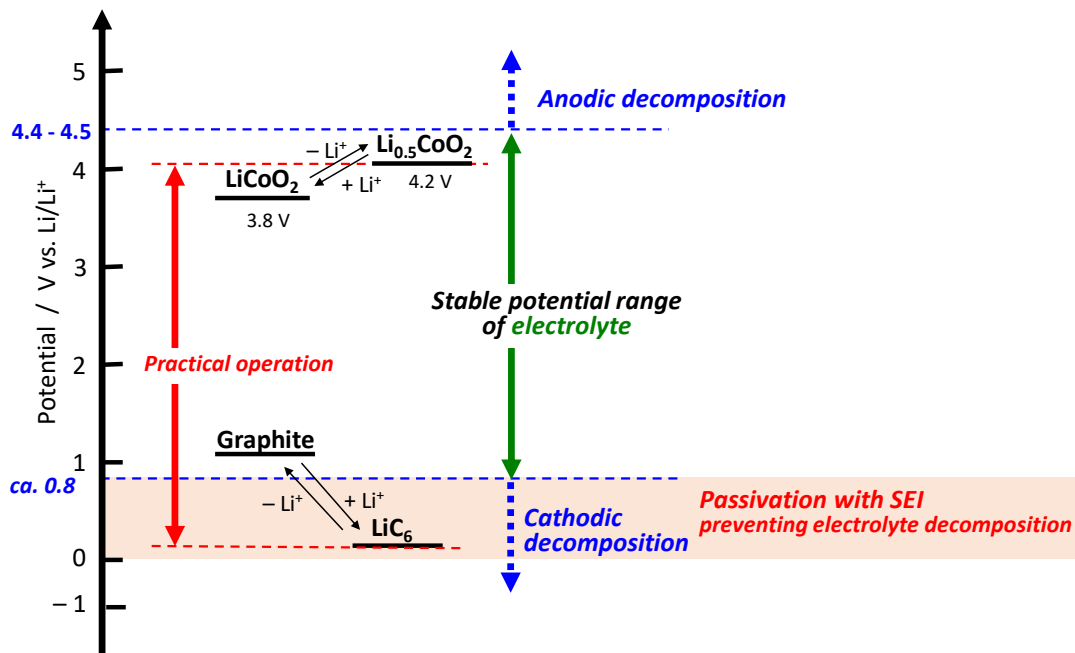 5
Anodic decomposition
4.4 - 4.5
– Li⁺
Li₀.₅CoO₂
4
LiCoO₂
+ Li⁺
4.2 V
3.8 V
3
Stable potential range
of electrolyte
2
Practical operation
Potential / V vs. Li/Li⁺
Graphite
1
ca. 0.8
– Li⁺
+ Li⁺
LiC₆
Cathodic
decomposition
Passivation with SEI
preventing electrolyte decomposition
0
– 1